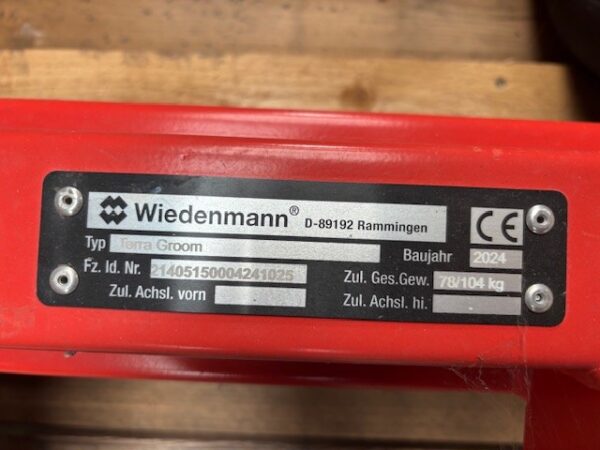 Wiedenmann® D-89192 Rammingen CE
Typ Terra Groom Baujahr 2024
Fz. Id. Nr. 21405150004241025 Zul. Ges.Gew. 78/104 kg
Zul. Achsl. vorn Zul. Achsl. hi.